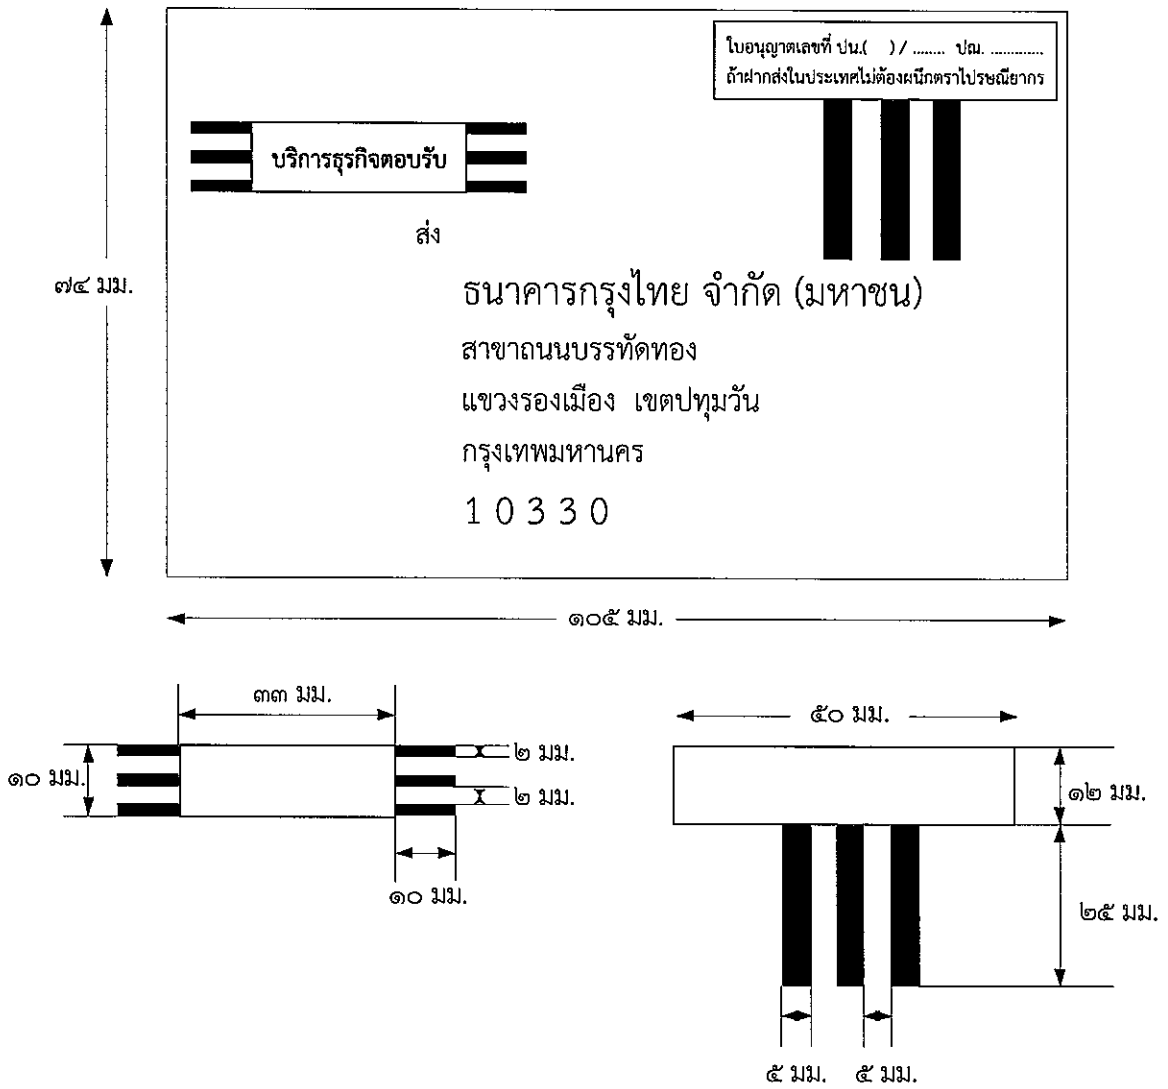 ใบอนุญาตเลขที่ ปน.( ) / ........ ปณ. .............
ถ้าฝากส่งในประเทศไม่ต้องผนึกตราไปรษณียากร
บริการธุรกิจตอบรับ
ส่ง
๗๔ มม.
ธนาคารกรุงไทย จำกัด (มหาชน)
สาขาถนนบรรทัดทอง
แขวงรองเมือง เขตปทุมวัน
กรุงเทพมหานคร
1 0 3 3 0
๑๐๕ มม.
๓๓ มม.
๒ มม.
๑๐ มม.
๒ มม.
๑๐ มม.
๕๐ มม.
๑๒ มม.
๒๕ มม.
๕ มม. ๕ มม.